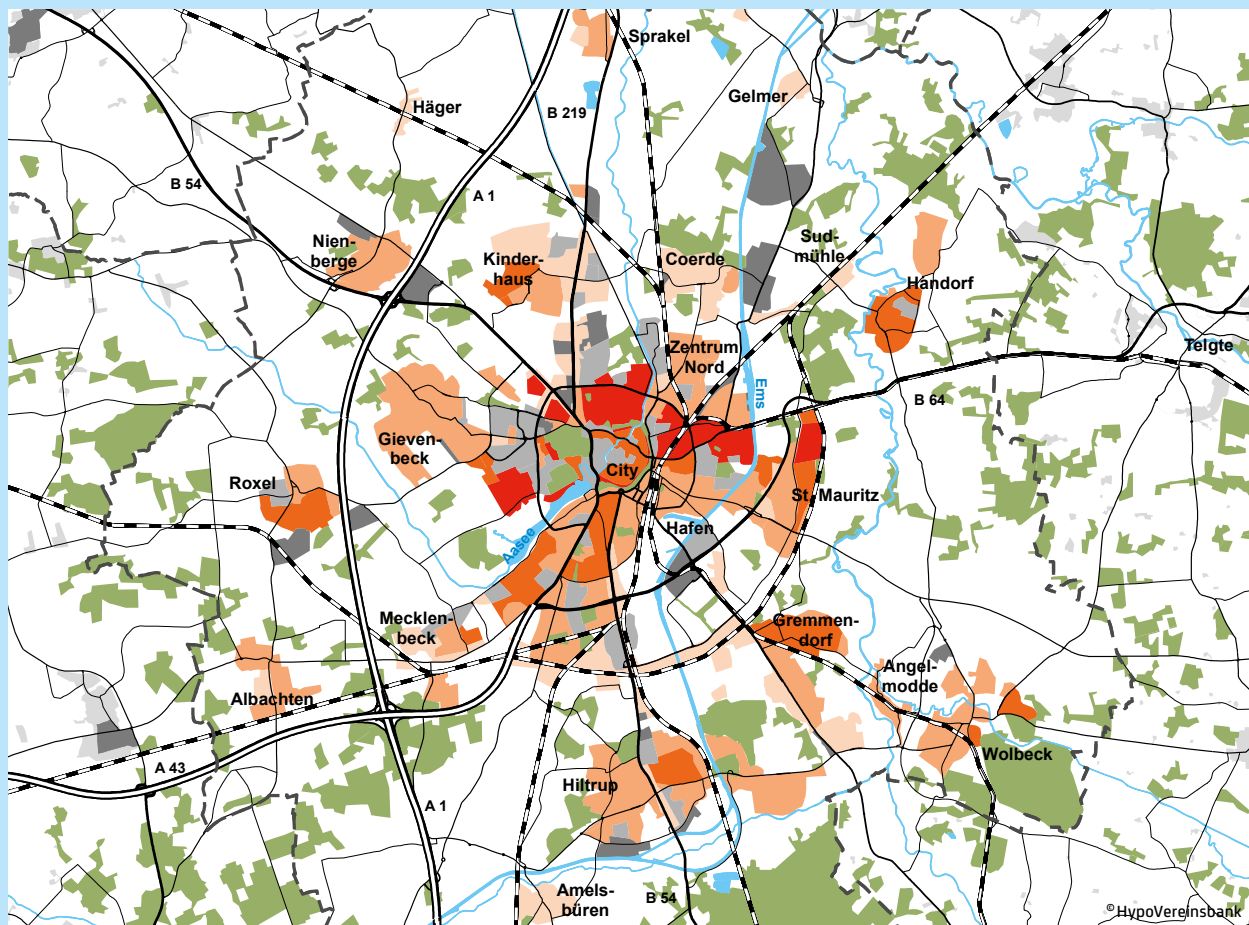 Sprakel
Häger
Gelmer
B 219
B 54
A 1
Nien-
berge
Kinder-
haus
Coerde
Sud-
mühle
Handorf
Telgte
Zentrum
Nord
Ems
B 64
Gieven-
beck
City
Roxel
St. Mauritz
Hafen
Aasee
Mecklen-
beck
Gremmen-
dorf
Angel-
modde
Albachten
Wolbeck
A 43
Hiltrup
A 1
Amels-
büren
B 54
© HypoVereinsbank